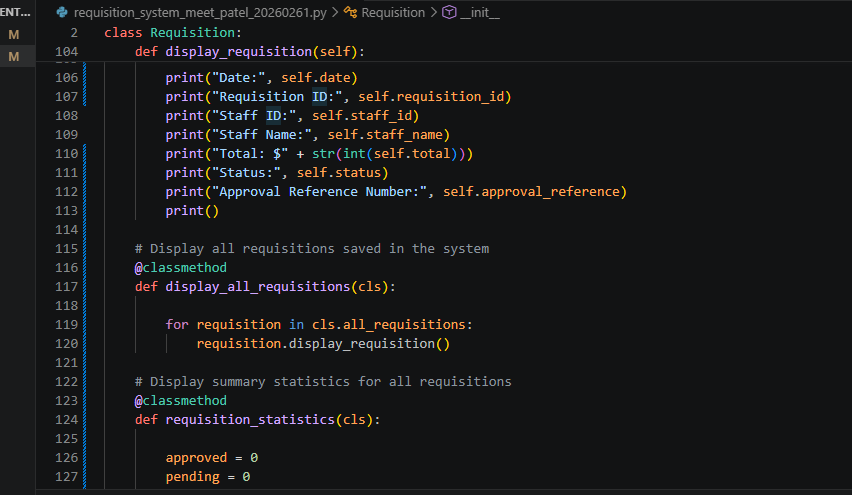 ENT...
requisition_system_meet_patel_20260261.py > Requisition > __init__
M
M
2 class Requisition:
104 def display_requisition(self):
106 print("Date:", self.date)
107 print("Requisition ID:", self.requisition_id)
108 print("Staff ID:", self.staff_id)
109 print("Staff Name:", self.staff_name)
110 print("Total: $" + str(int(self.total)))
111 print("Status:", self.status)
112 print("Approval Reference Number:", self.approval_reference)
113 print()
114
115 # Display all requisitions saved in the system
116 @classmethod
117 def display_all_requisitions(cls):
118
119 for requisition in cls.all_requisitions:
120 requisition.display_requisition()
121
122 # Display summary statistics for all requisitions
123 @classmethod
124 def requisition_statistics(cls):
125
126 approved = 0
127 pending = 0